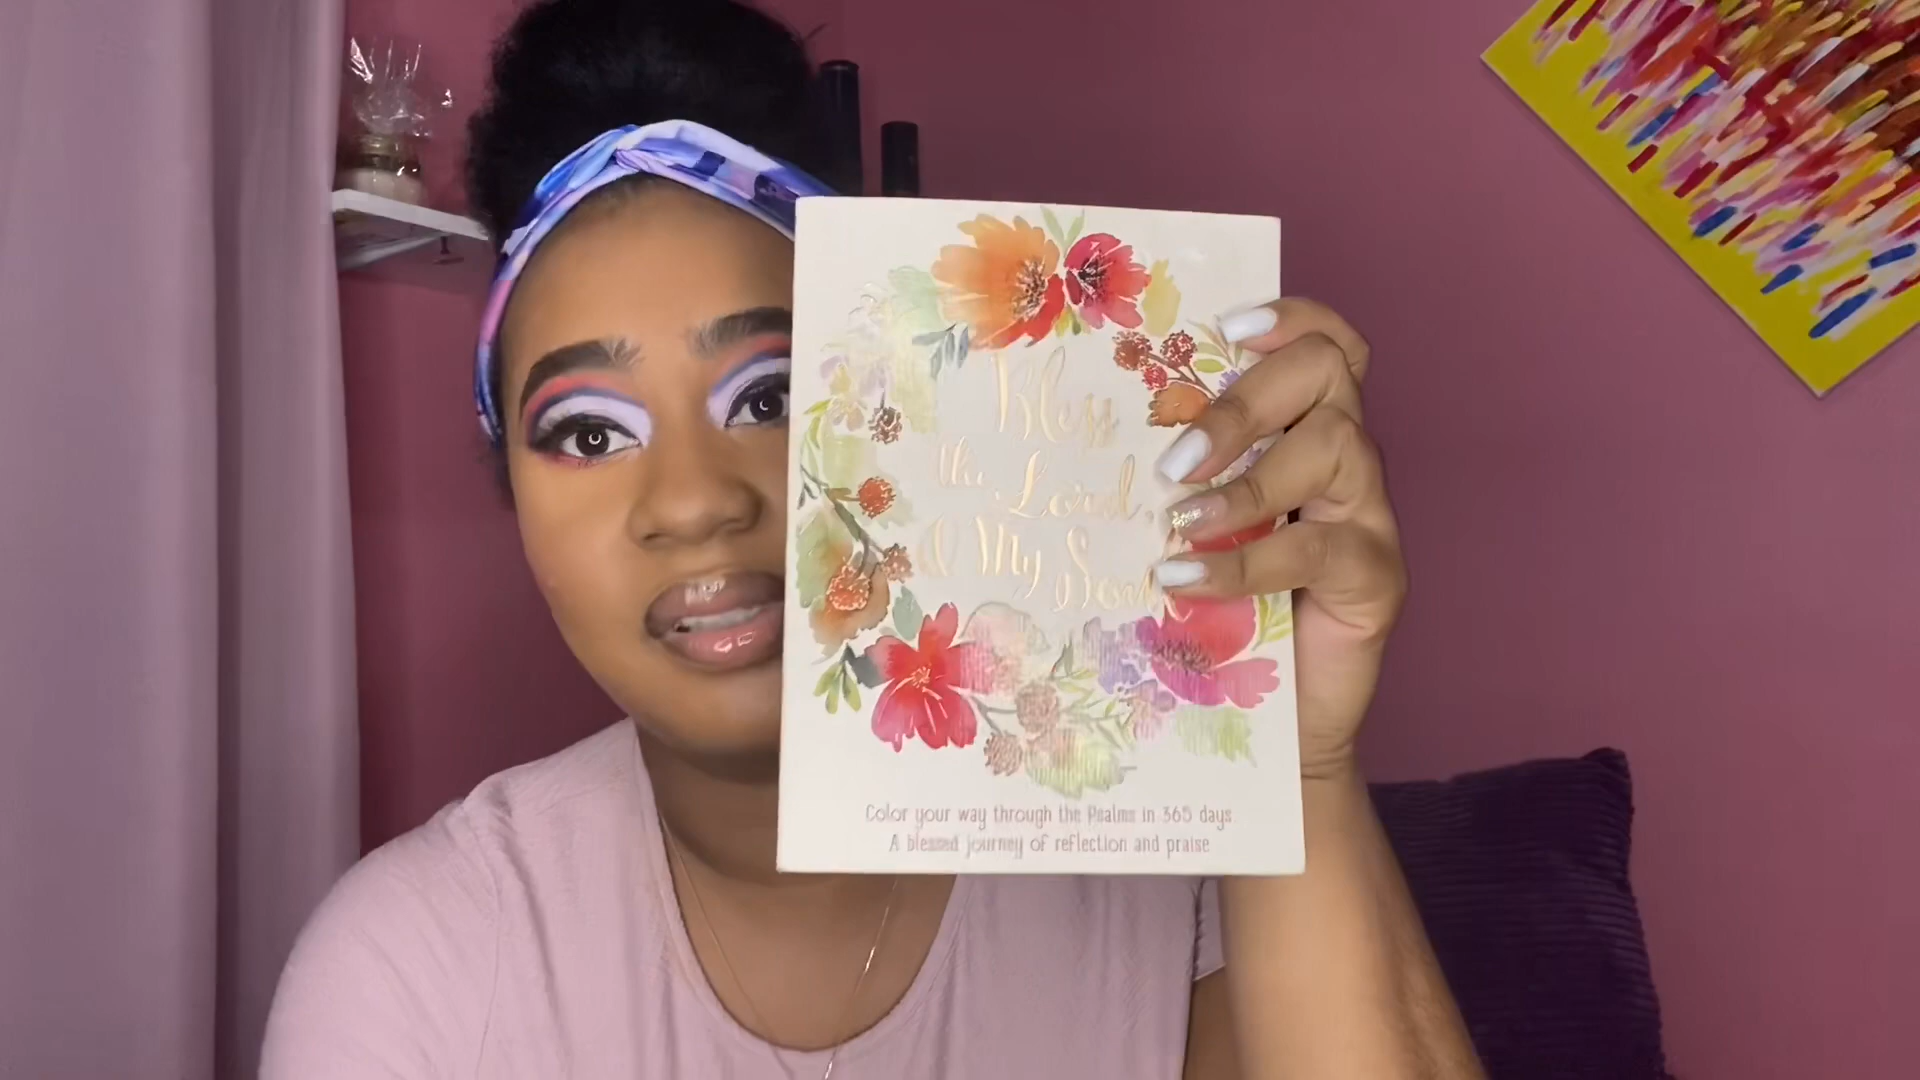 Bless
the Lord,
O My Soul
Color your way through the Psalms in 365 days.
A blessed journey of reflection and praise